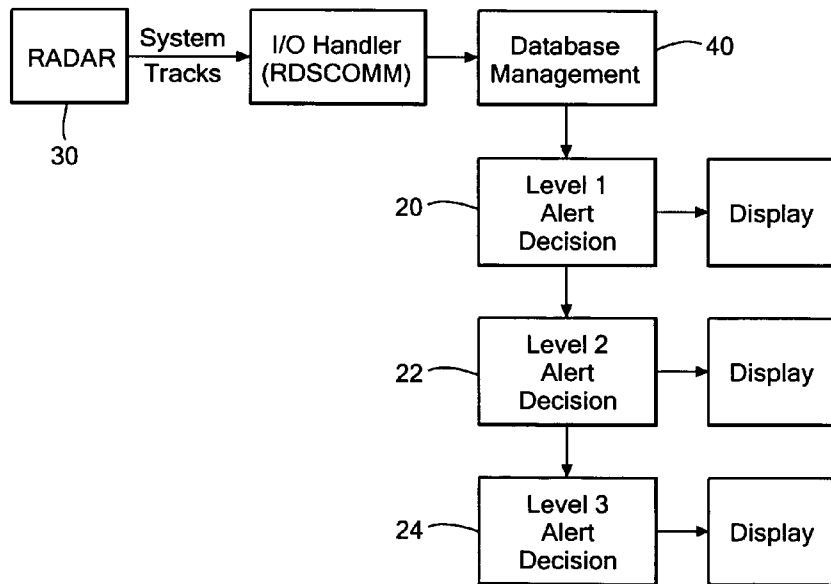 RADAR
System
Tracks
I/O Handler
(RDSCOMM)
Database
Management
40
30
20
Level 1
Alert
Decision
Display
22
Level 2
Alert
Decision
Display
24
Level 3
Alert
Decision
Display